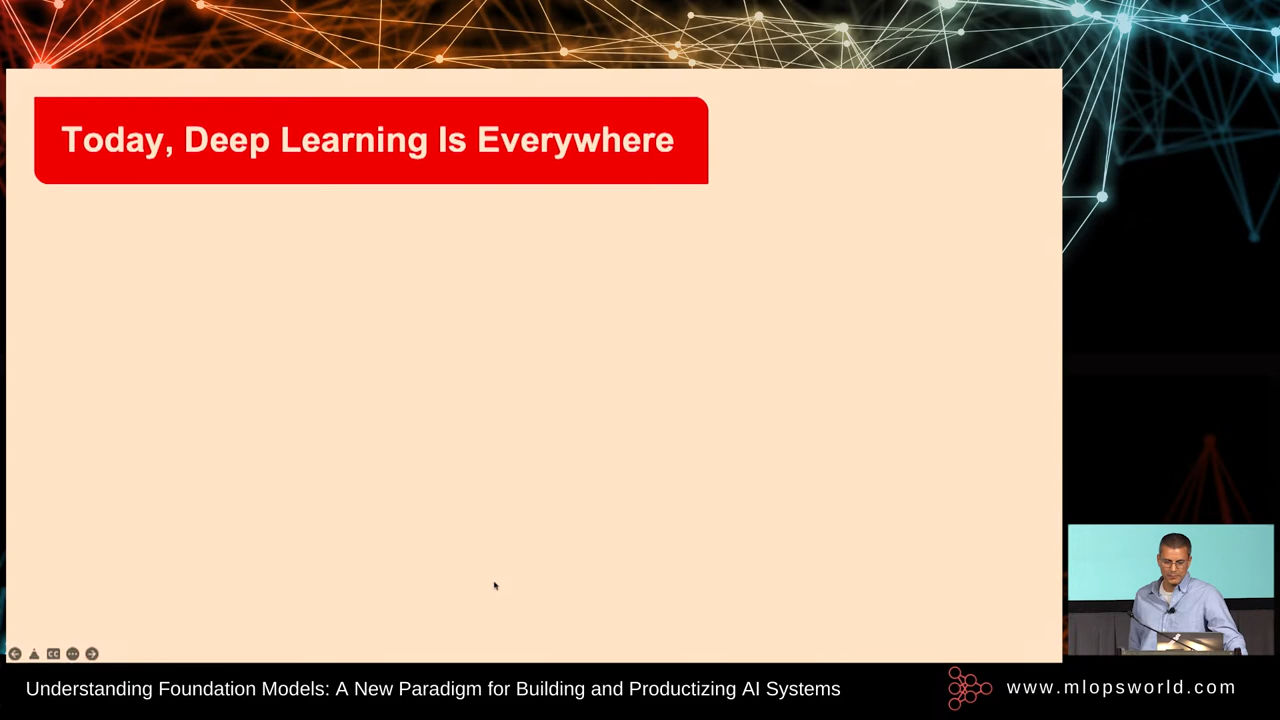 Today, Deep Learning Is Everywhere
CC
Understanding Foundation Models: A New Paradigm for Building and Productizing AI Systems
www.mlopsworld.com